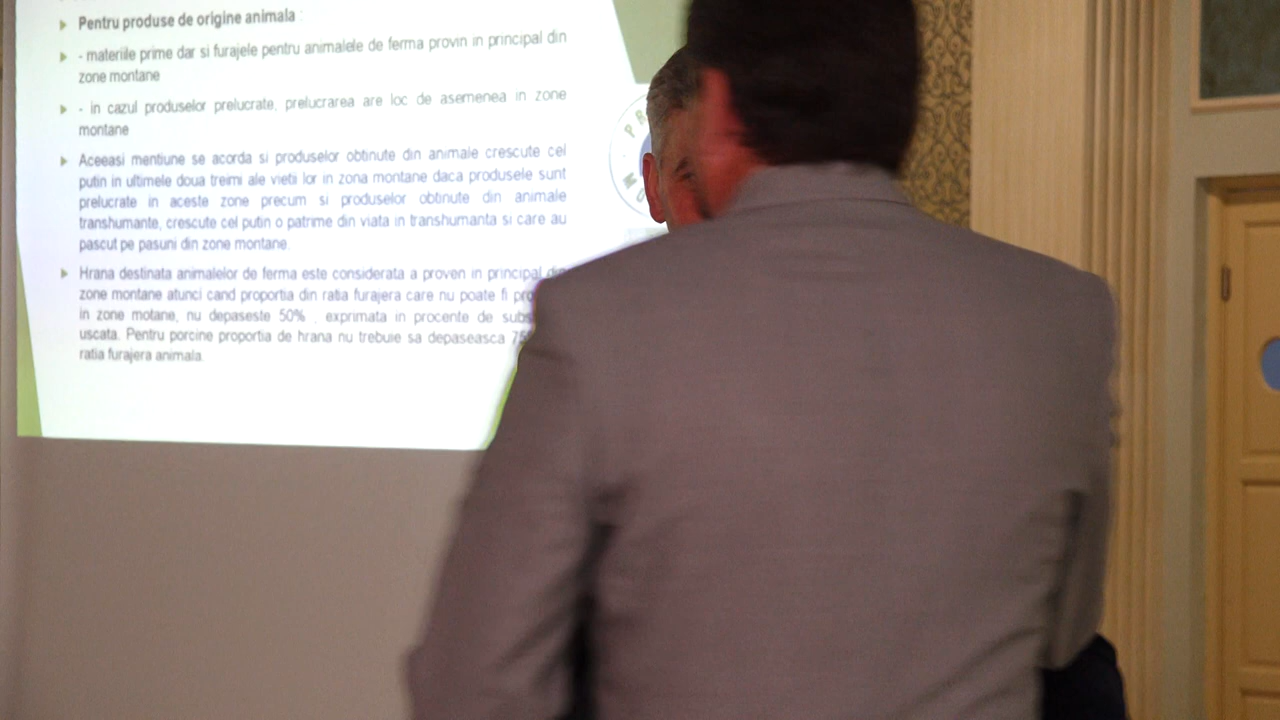 Pentru produse de origine animala :
- materiile prime dar si furajele pentru animalele de ferma provin in principal din
zone montane
- in cazul produselor prelucrate, prelucrarea are loc de asemenea in zone
montane
Aceeasi mentiune se acorda si produselor obtinute din animale crescute cel
putin in ultimele doua treimi ale vietii lor in zona montane daca produsele sunt
prelucrate in aceste zone precum si produselor obtinute din animale
transhumante, crescute cel putin o patrime din viata in transhumanta si care au
pascut pe pasuni din zone montane.
Hrana destinata animalelor de ferma este considerata a proven in principal din
zone montane atunci cand proportia din ratia furajera care nu poate fi
in zone motane, nu depaseste 50% , exprimata in procente de
uscata. Pentru porcine proportia de hrana nu trebuie sa depaseasca
ratia furajera animala.